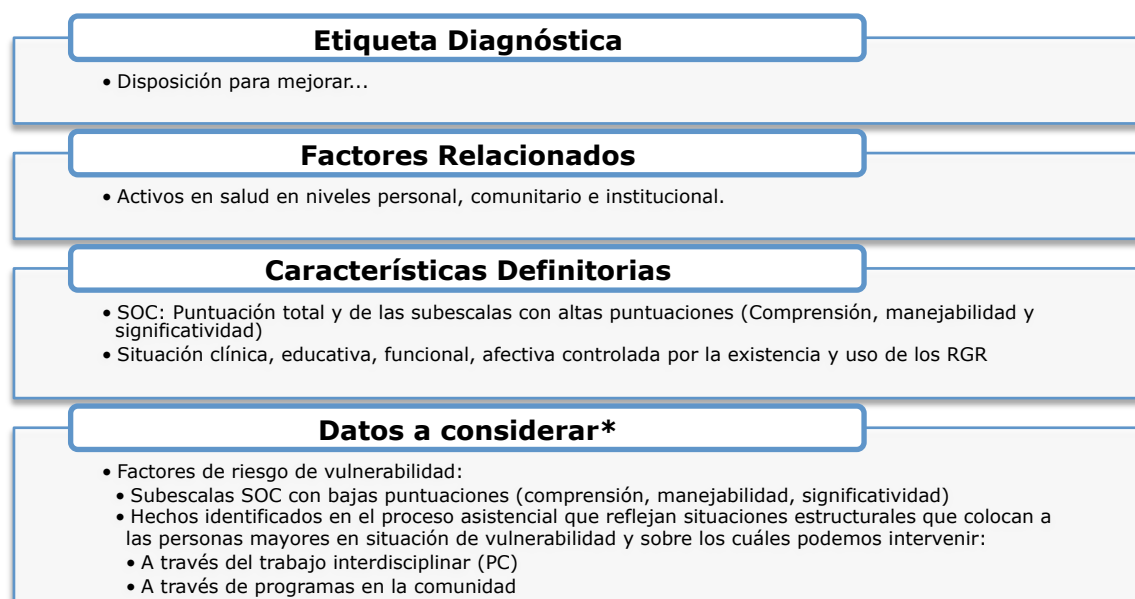 Etiqueta Diagnóstica
• Disposición para mejorar...
Factores Relacionados
• Activos en salud en niveles personal, comunitario e institucional.
Características Definitorias
• SOC: Puntuación total y de las subescalas con altas puntuaciones (Comprensión, manejabilidad y
significatividad)
• Situación clínica, educativa, funcional, afectiva controlada por la existencia y uso de los RGR
Datos a considerar*
• Factores de riesgo de vulnerabilidad:
• Subescalas SOC con bajas puntuaciones (comprensión, manejabilidad, significatividad)
• Hechos identificados en el proceso asistencial que reflejan situaciones estructurales que colocan a
las personas mayores en situación de vulnerabilidad y sobre los cuáles podemos intervenir:
• A través del trabajo interdisciplinar (PC)
• A través de programas en la comunidad